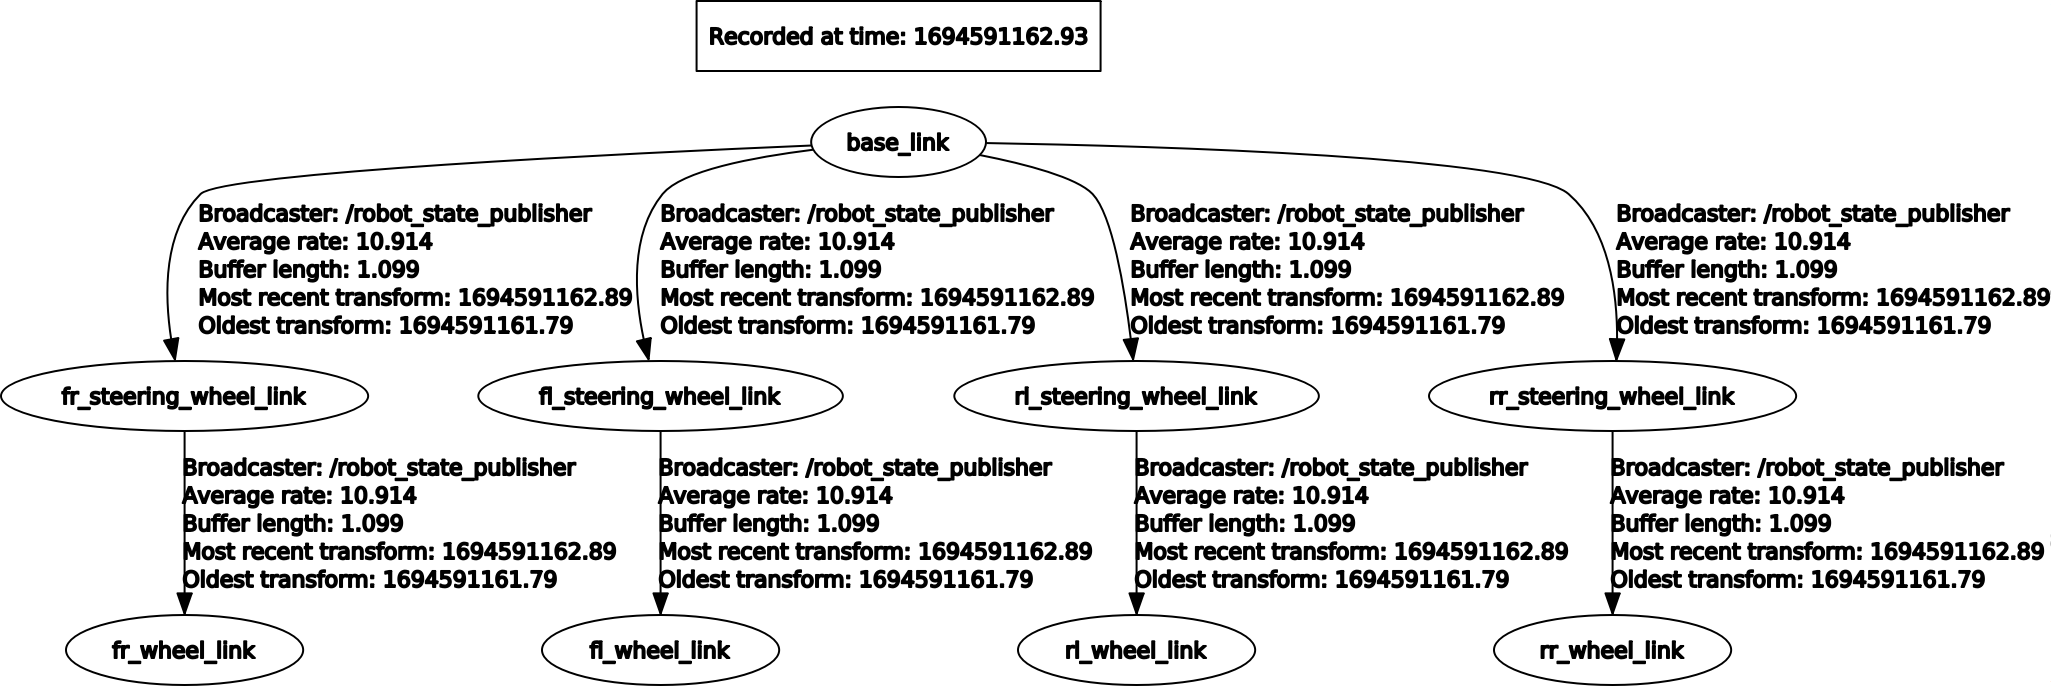 Recorded at time: 1694591162.93
base_link
Broadcaster: /robot_state_publisher
Average rate: 10.914
Buffer length: 1.099
Most recent transform: 1694591162.89
Oldest transform: 1694591161.79
Broadcaster: /robot_state_publisher
Average rate: 10.914
Buffer length: 1.099
Most recent transform: 1694591162.89
Oldest transform: 1694591161.79
Broadcaster: /robot_state_publisher
Average rate: 10.914
Buffer length: 1.099
Most recent transform: 1694591162.89
Oldest transform: 1694591161.79
Broadcaster: /robot_state_publisher
Average rate: 10.914
Buffer length: 1.099
Most recent transform: 1694591162.89
Oldest transform: 1694591161.79
fr_steering_wheel_link
fl_steering_wheel_link
rl_steering_wheel_link
rr_steering_wheel_link
Broadcaster: /robot_state_publisher
Average rate: 10.914
Buffer length: 1.099
Most recent transform: 1694591162.89
Oldest transform: 1694591161.79
Broadcaster: /robot_state_publisher
Average rate: 10.914
Buffer length: 1.099
Most recent transform: 1694591162.89
Oldest transform: 1694591161.79
Broadcaster: /robot_state_publisher
Average rate: 10.914
Buffer length: 1.099
Most recent transform: 1694591162.89
Oldest transform: 1694591161.79
Broadcaster: /robot_state_publisher
Average rate: 10.914
Buffer length: 1.099
Most recent transform: 1694591162.89
Oldest transform: 1694591161.79
fr_wheel_link
fl_wheel_link
rl_wheel_link
rr_wheel_link